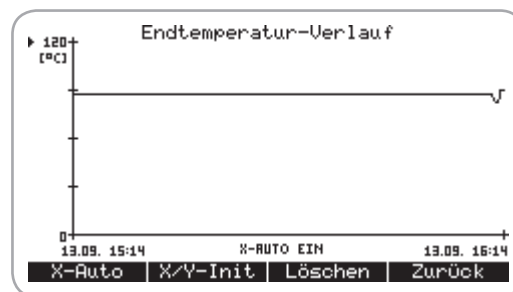 Endtemperatur-Verlauf
120
[°C]
0
13.09. 15:14 X-AUTO EIN 13.09. 16:14
X-Auto X/Y-Init Löschen Zurück